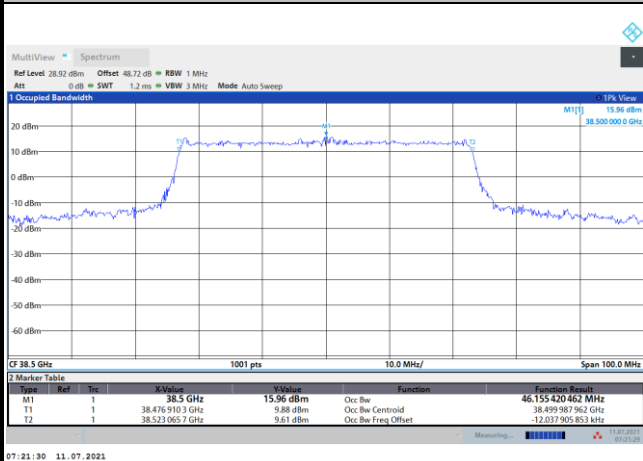 MultiView Spectrum
Ref Level 28.92 dBm Offset 48.72 dB RBW 1 MHz
Att 0 dB SWT 1.2 ms VBW 3 MHz Mode Auto Sweep
1 Occupied Bandwidth 1Pk View
M1[1] 15.96 dBm
38.500 000 0 GHz
M1
20 dBm
T1 T2
10 dBm
0 dBm
-10 dBm
-20 dBm
-30 dBm
-40 dBm
-50 dBm
-60 dBm
CF 38.5 GHz 1001 pts 10.0 MHz/ Span 100.0 MHz
2 Marker Table
Type Ref Trc X-Value Y-Value Function Function Result
M1 1 38.5 GHz 15.96 dBm Occ Bw 46.155 420 462 MHz
T1 1 38.476 910 3 GHz 9.88 dBm Occ Bw Centroid 38.499 987 962 GHz
T2 1 38.523 065 7 GHz 9.61 dBm Occ Bw Freq Offset -12.037 905 853 kHz
Measuring... 11.07.2021
07:21:29
07:21:30 11.07.2021